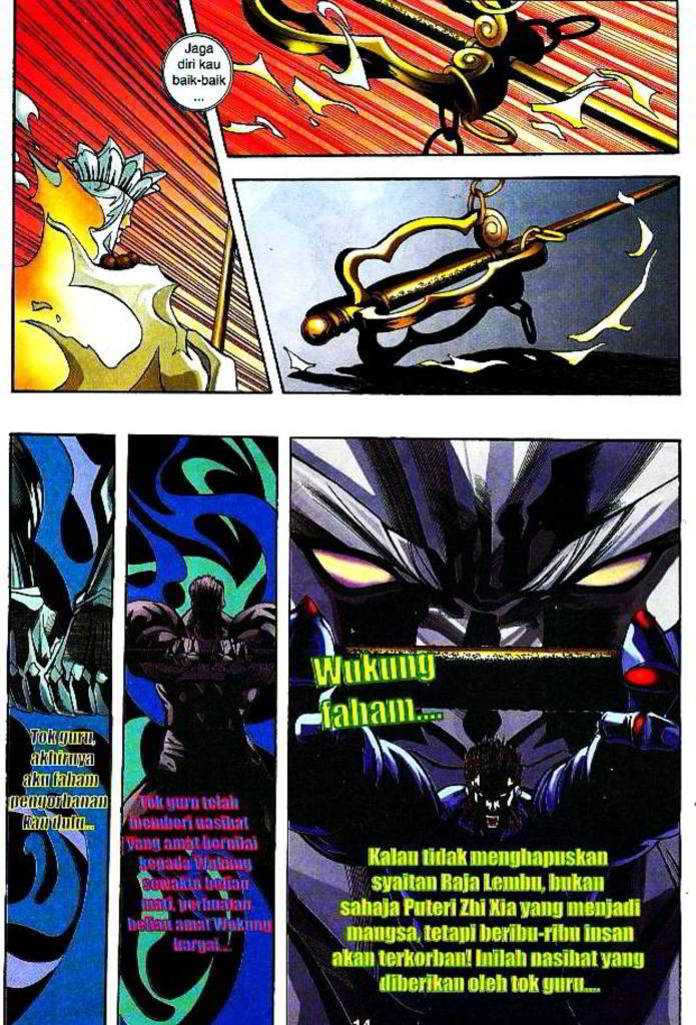 Jaga
diri kau
baik-baik
...
Tok guru,
akhirnya
aku faham
pengorbanan
kau dulu...
Tok guru telah
memberi nasihat
yang amat bernilai
kepada Wukung
sewaktu beliau
mati, perbuatan
beliau amat Wukung
hargai...
Wukung
faham....
Kalau tidak menghapuskan
syaitan Raja Lembu, bukan
sahaja Puteri Zhi Xia yang menjadi
mangsa, tetapi beribu-ribu insan
akan terkorban! Inilah nasihat yang
diberikan oleh tok guru....
14